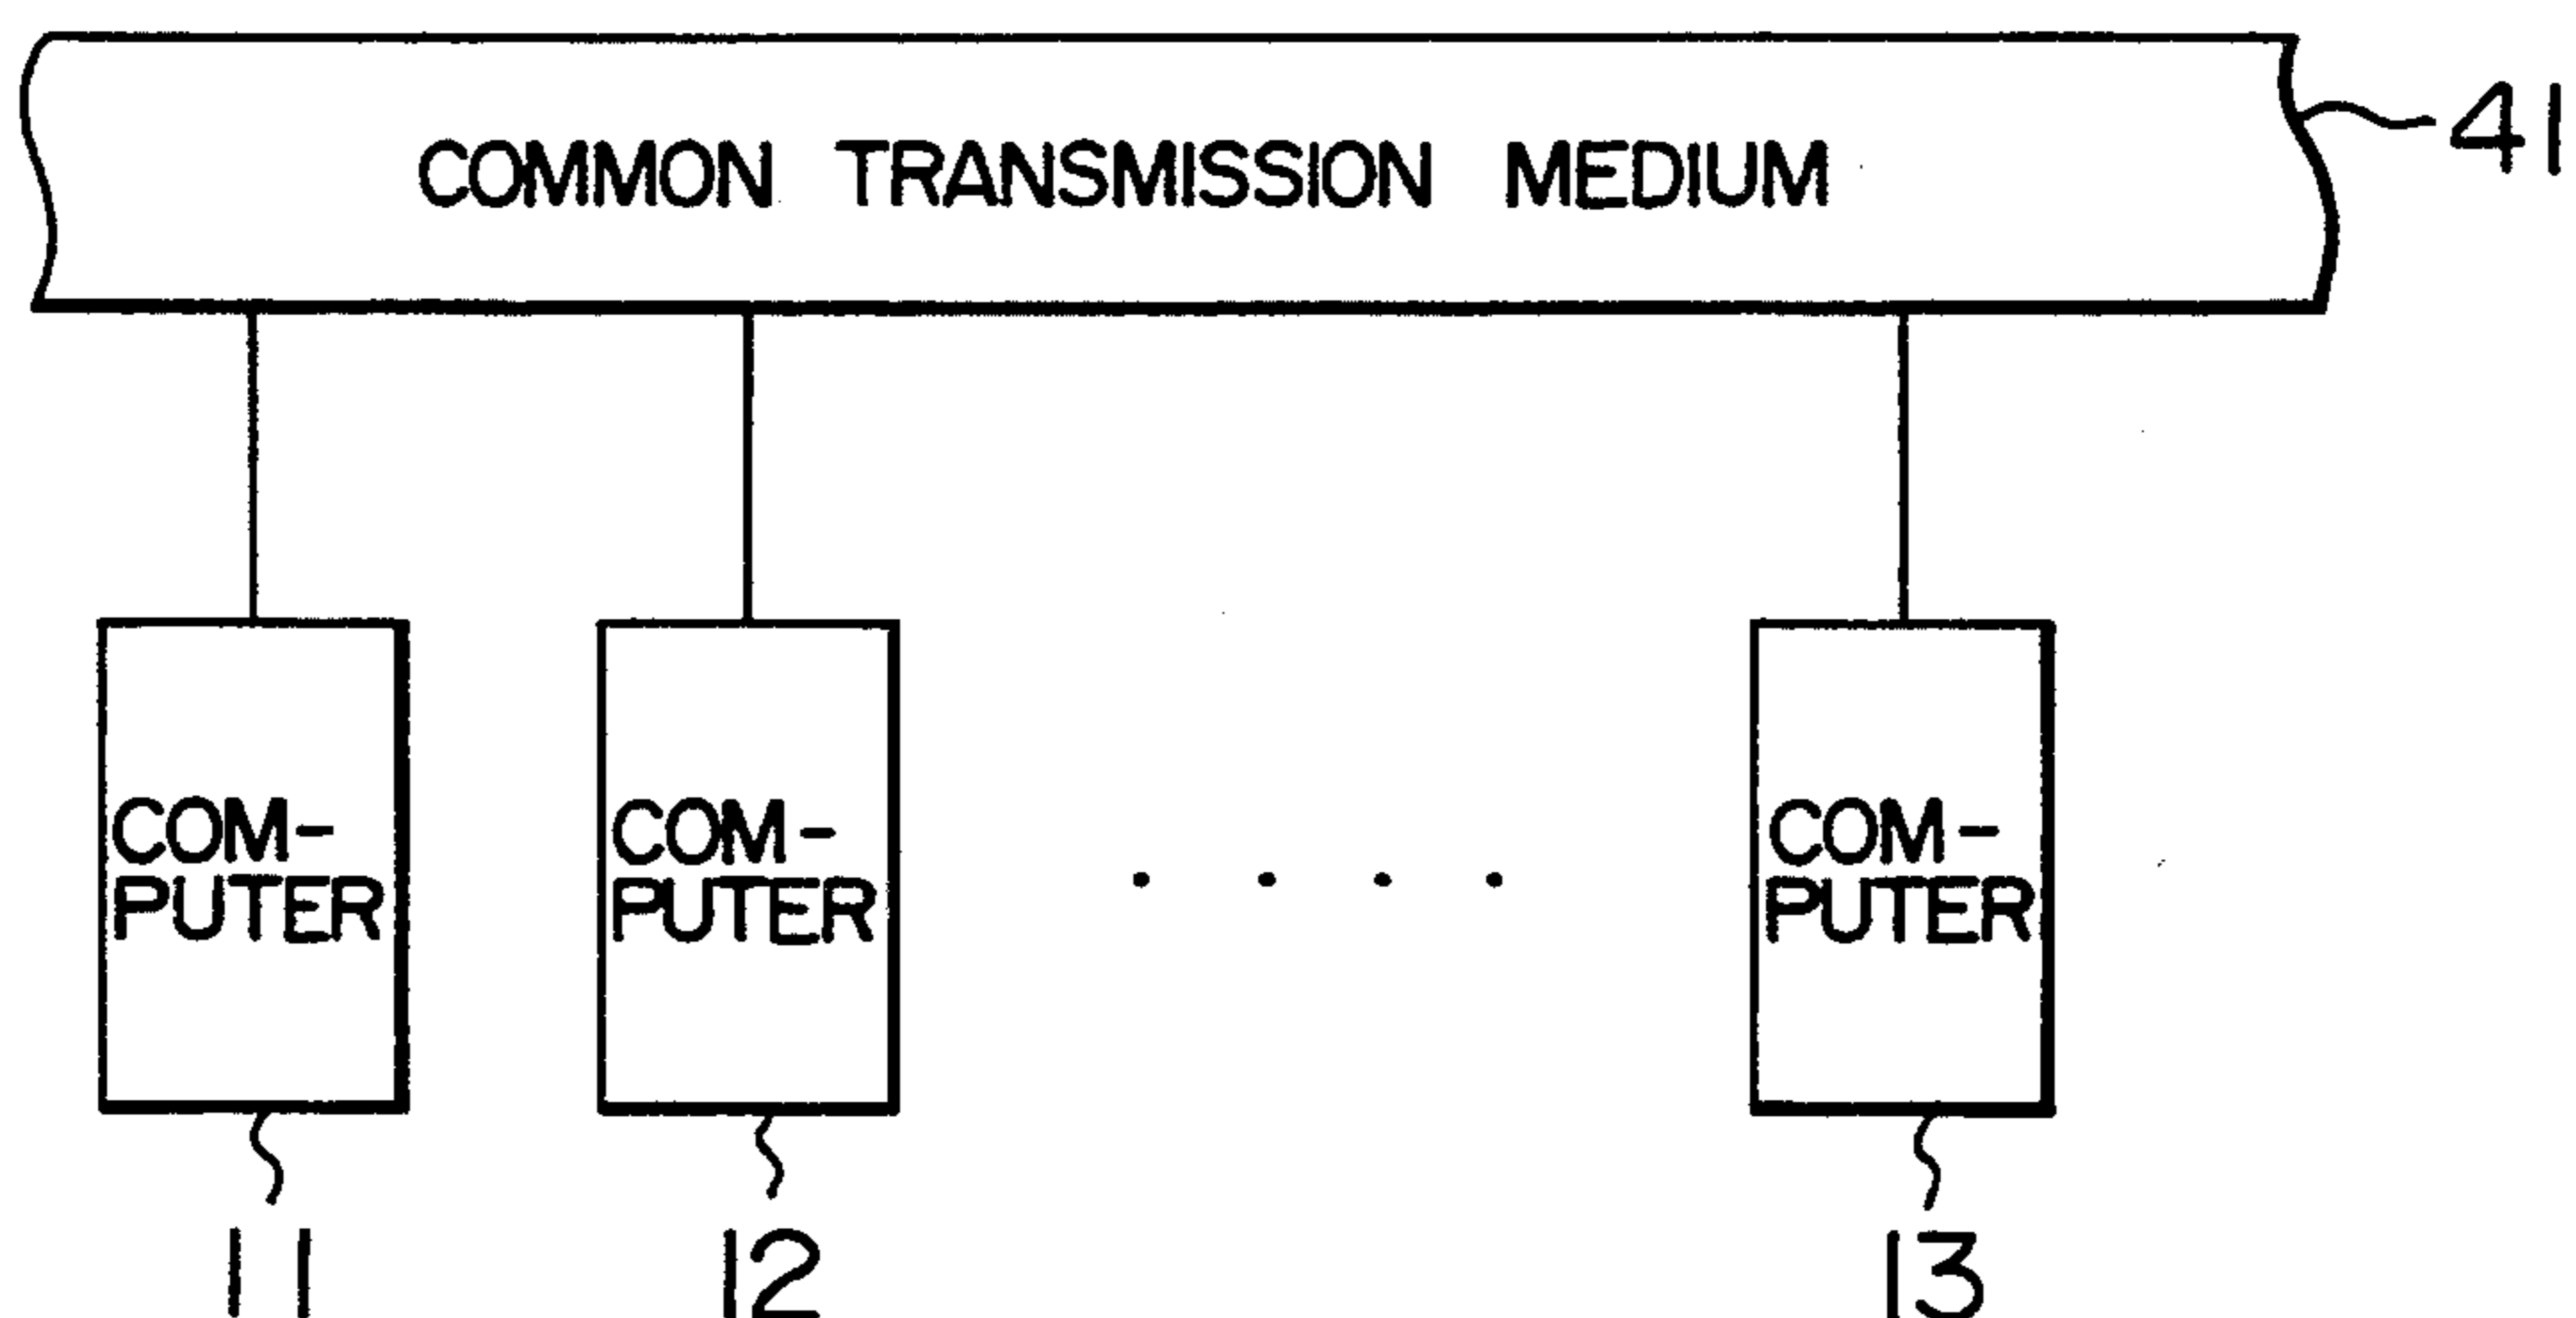 COMMON TRANSMISSION MEDIUM
41
COM-
PUTER
COM-
PUTER
COM-
PUTER
11
12
13